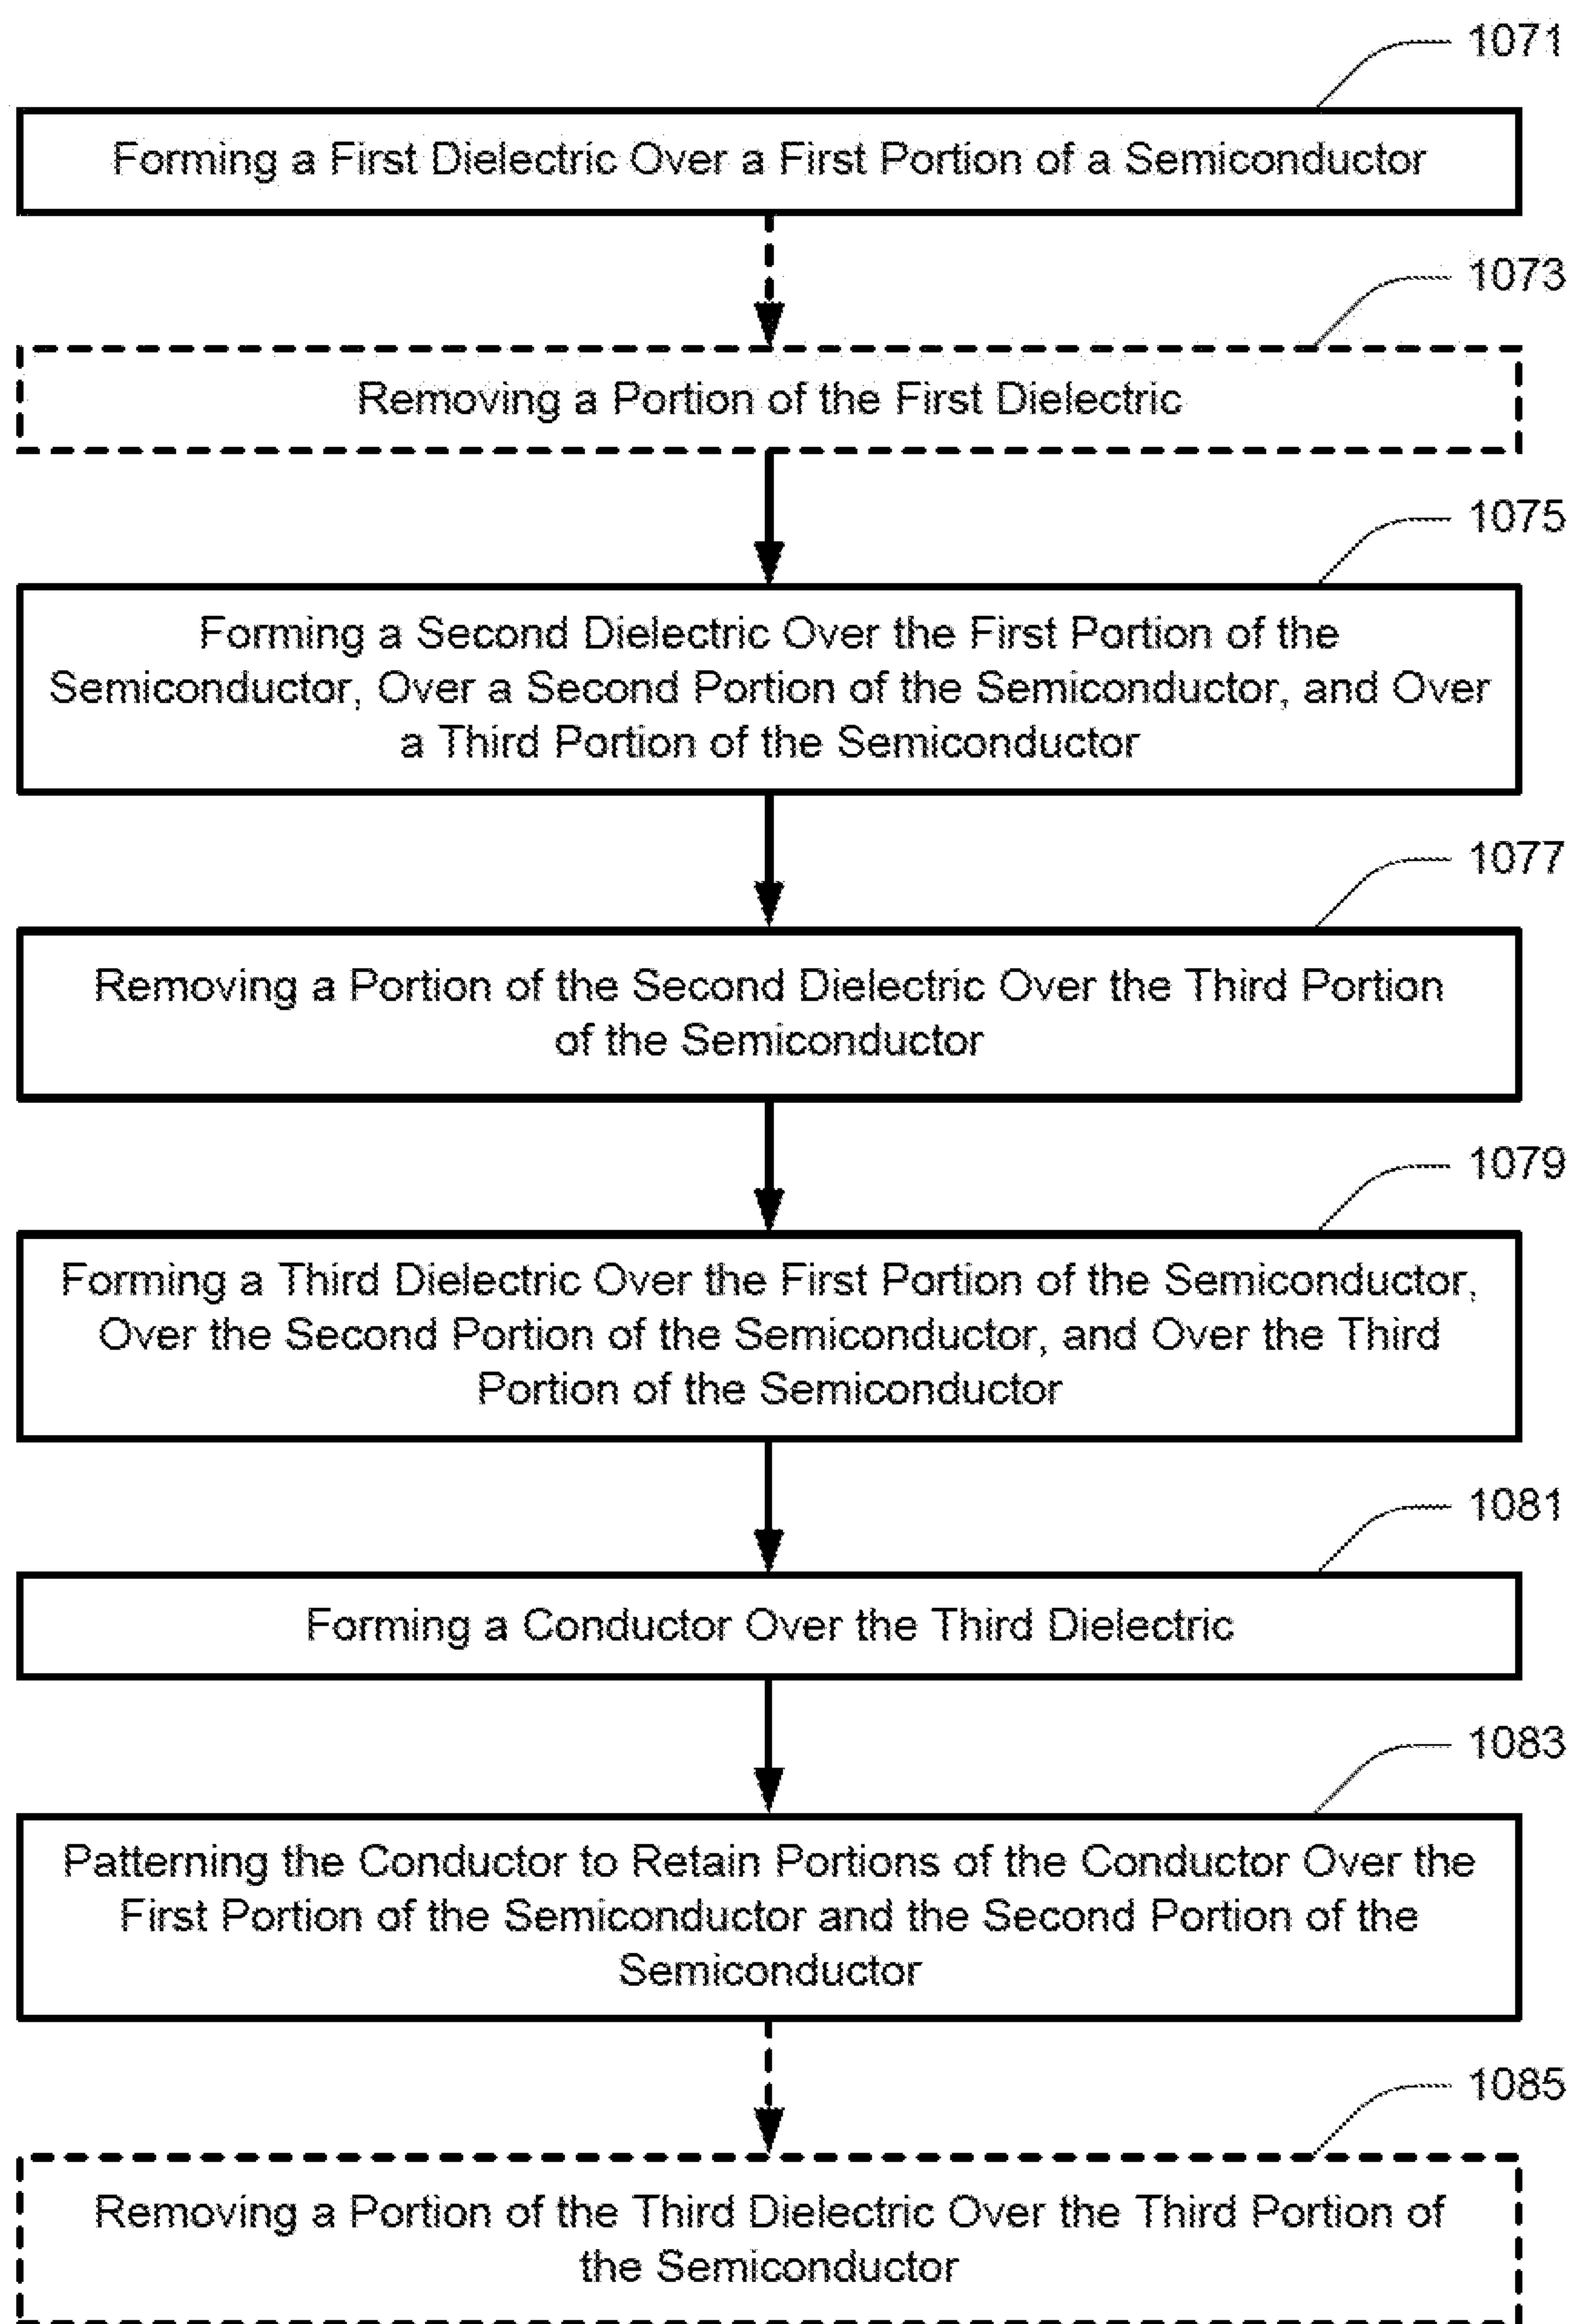 1071
Forming a First Dielectric Over a First Portion of a Semiconductor
1073
Removing a Portion of the First Dielectric
1075
Forming a Second Dielectric Over the First Portion of the
Semiconductor, Over a Second Portion of the Semiconductor, and Over
a Third Portion of the Semiconductor
1077
Removing a Portion of the Second Dielectric Over the Third Portion
of the Semiconductor
1079
Forming a Third Dielectric Over the First Portion of the Semiconductor,
Over the Second Portion of the Semiconductor, and Over the Third
Portion of the Semiconductor
1081
Forming a Conductor Over the Third Dielectric
1083
Patterning the Conductor to Retain Portions of the Conductor Over the
First Portion of the Semiconductor and the Second Portion of the
Semiconductor
1085
Removing a Portion of the Third Dielectric Over the Third Portion of
the Semiconductor